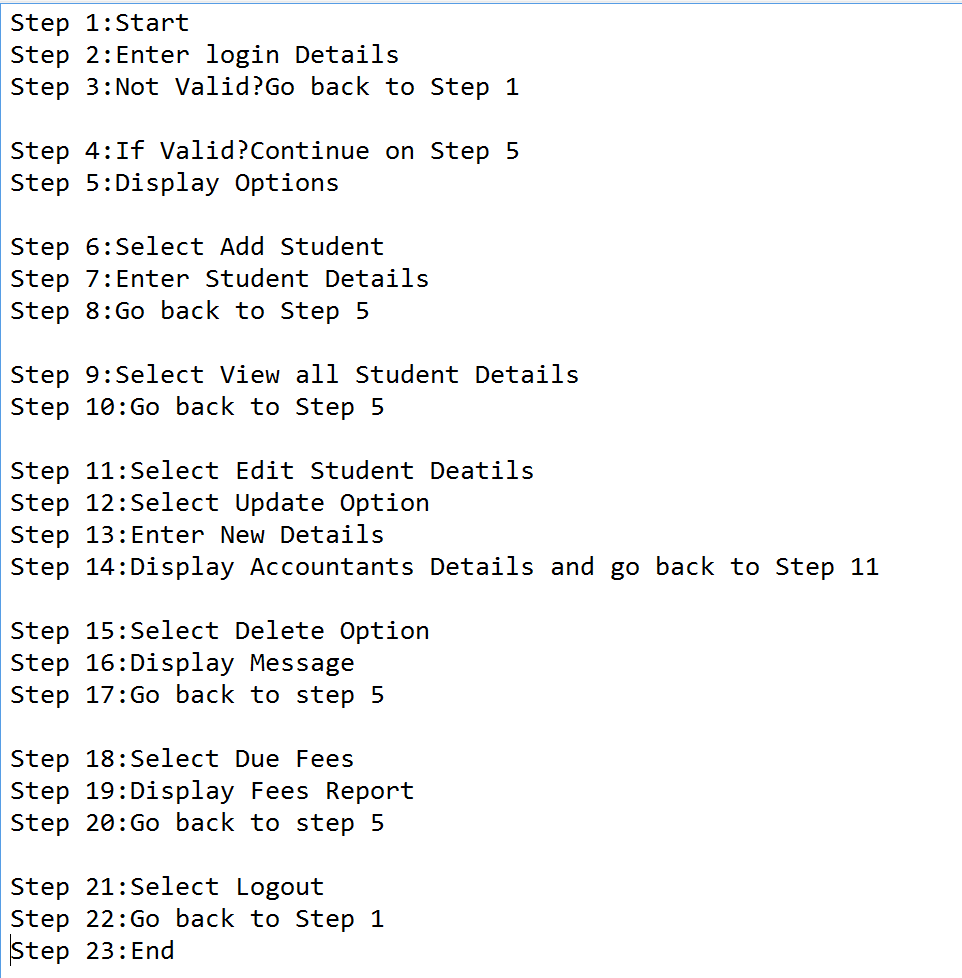 Step 1:Start
Step 2:Enter login Details
Step 3:Not Valid?Go back to Step 1
Step 4:If Valid?Continue on Step 5
Step 5:Display Options
Step 6:Select Add Student
Step 7:Enter Student Details
Step 8:Go back to Step 5
Step 9:Select View all Student Details
Step 10:Go back to Step 5
Step 11:Select Edit Student Deatils
Step 12:Select Update Option
Step 13:Enter New Details
Step 14:Display Accountants Details and go back to Step 11
Step 15:Select Delete Option
Step 16:Display Message
Step 17:Go back to step 5
Step 18:Select Due Fees
Step 19:Display Fees Report
Step 20:Go back to step 5
Step 21:Select Logout
Step 22:Go back to Step 1
Step 23:End